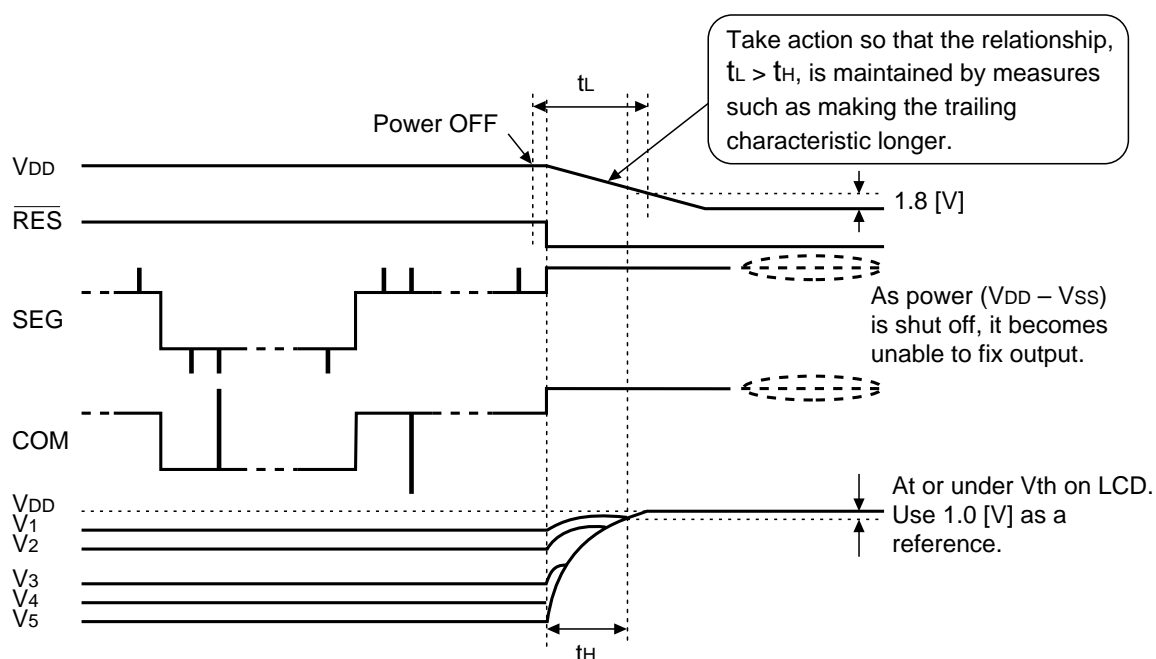 Take action so that the relationship,
tL > tH, is maintained by measures
such as making the trailing
characteristic longer.
tL
Power OFF
VDD
1.8 [V]
RES
SEG
As power (VDD – VSS)
is shut off, it becomes
unable to fix output.
COM
VDD
V1
V2
V3
V4
V5
At or under Vth on LCD.
Use 1.0 [V] as a
reference.
tH